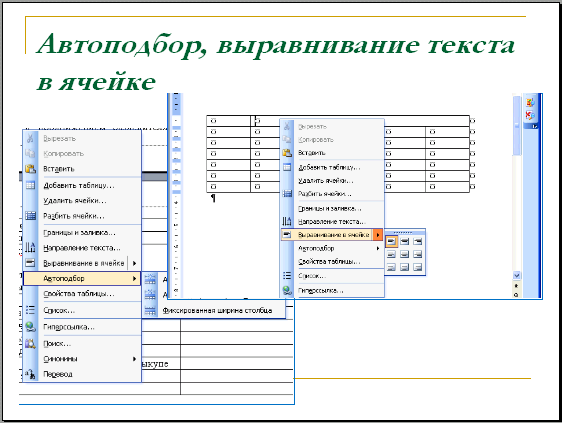 Автоподбор, выравнивание текста
в ячейке
Вырезать
Копировать
Вставить
Добавить таблицу...
Удалить ячейки...
Разбить ячейки...
Границы и заливка...
Направление текста...
Выравнивание в ячейке
Автоподбор
Свойства таблицы...
Список...
Гиперссылка...
Поиск...
Синонимы
Перевод
А
А
Фиксированная ширина столбца
Вырезать
Копировать
Вставить
Добавить таблицу...
Удалить ячейки...
Разбить ячейки...
Границы и заливка...
Направление текста...
Выравнивание в ячейке
Автоподбор
Свойства таблицы...
Список...
Гиперссылка...